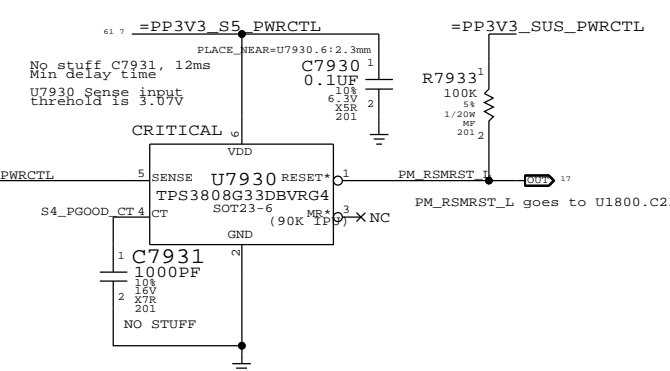 =PP3V3_S5_PWRCTL
61 7
=PP3V3_SUS_PWRCTL
PLACE_NEAR=U7930.6:2.3mm
No stuff C7931, 12ms
Min delay time
U7930 Sense input
threhold is 3.07V
C7930
0.1UF
10%
6.3V
X5R
201
1
2
R7933
100K
5%
1/20W
MF
201
1
2
CRITICAL
6
VDD
PWRCTL
5
SENSE
U7930
RESET*
1
PM_RSMRST_L
OUT
17
TPS3808G33DBVRG4
SOT23-6
PM_RSMRST_L goes to U1800.C2
S4_PGOOD_CT
4
CT
MR*
(90K IPU)
3
NC
GND
2
C7931
1000PF
10%
16V
X7R
201
1
2
NO STUFF